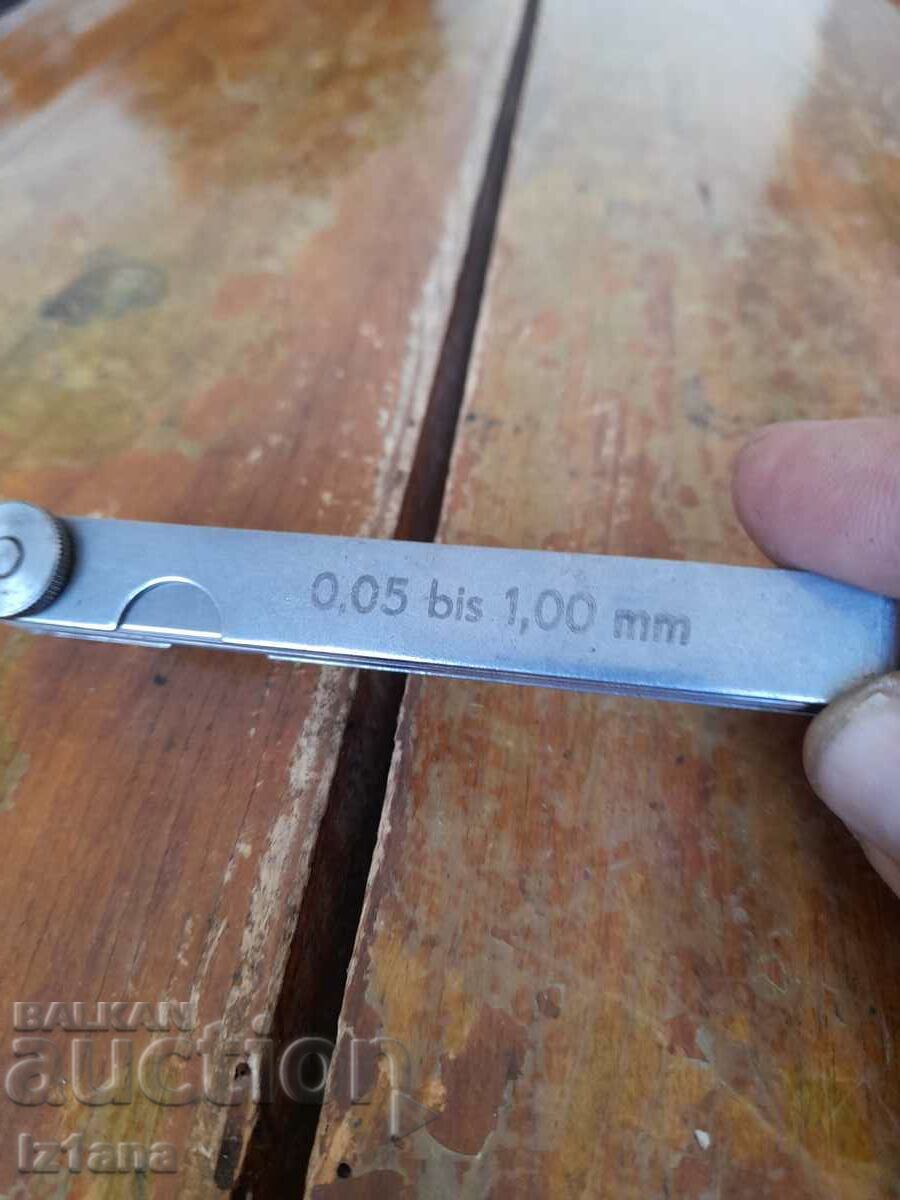 0,05 bis 1,00 mm
BALKAN
auction
Iz1ana